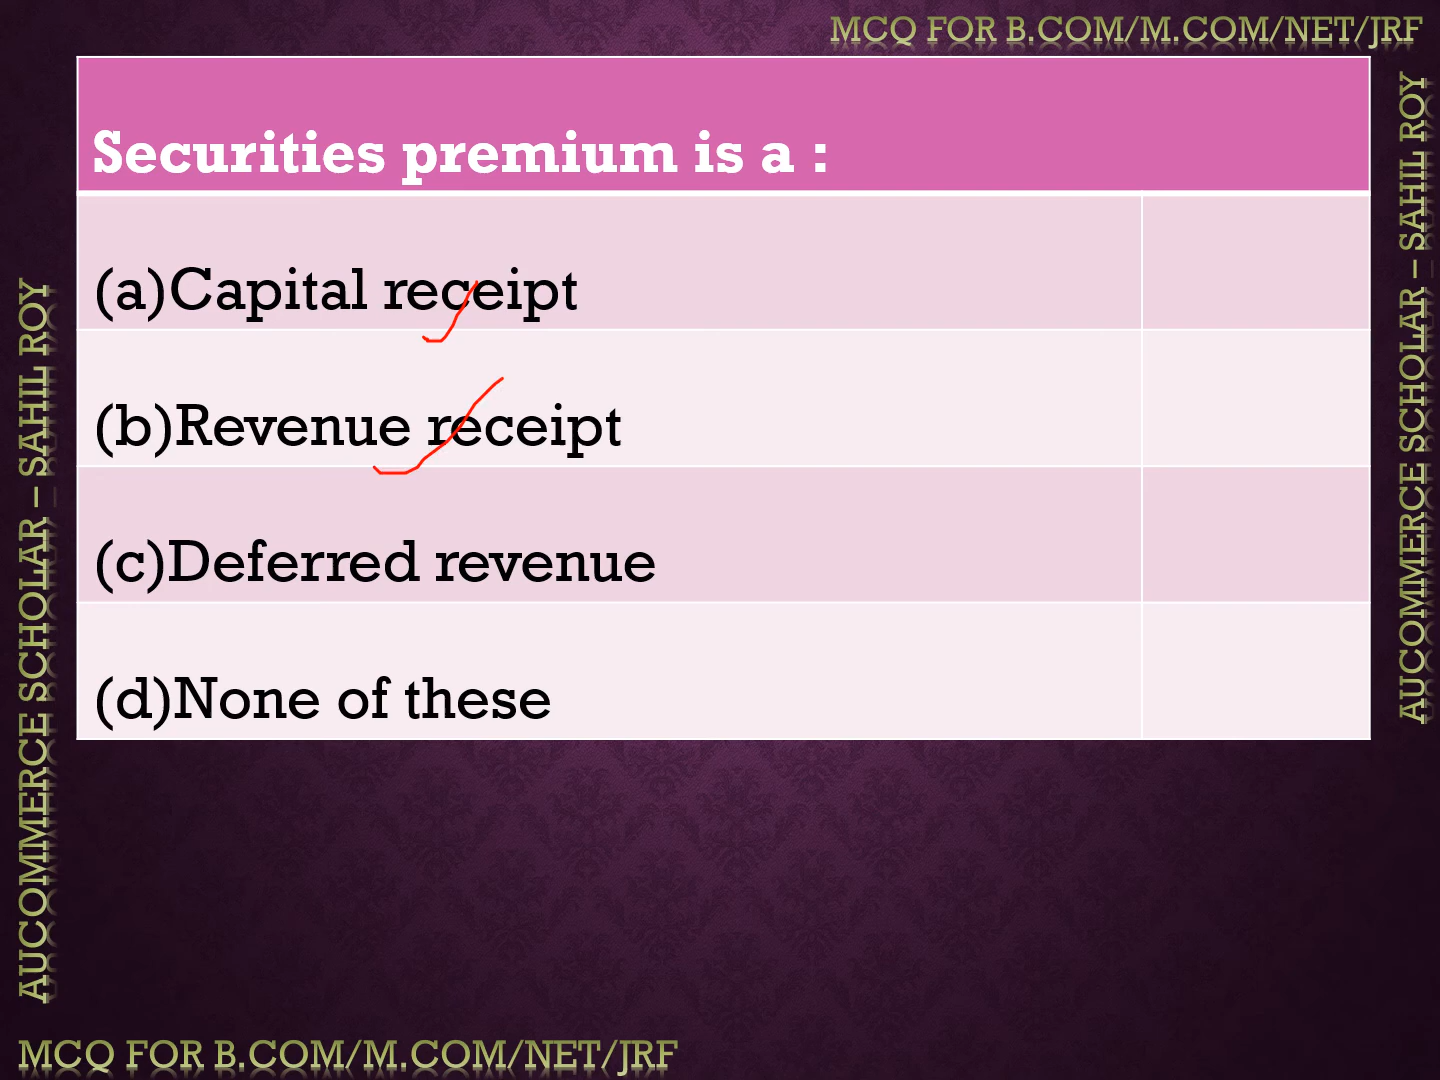 MCQ FOR B.COM/M.COM/NET/JRF
Securities premium is a :
(a)Capital receipt
(b)Revenue receipt
(c)Deferred revenue
(d)None of these
AUCOMMERCE SCHOLAR – SAHIL ROY
AUCOMMERCE SCHOLAR – SAHIL ROY
MCQ FOR B.COM/M.COM/NET/JRF